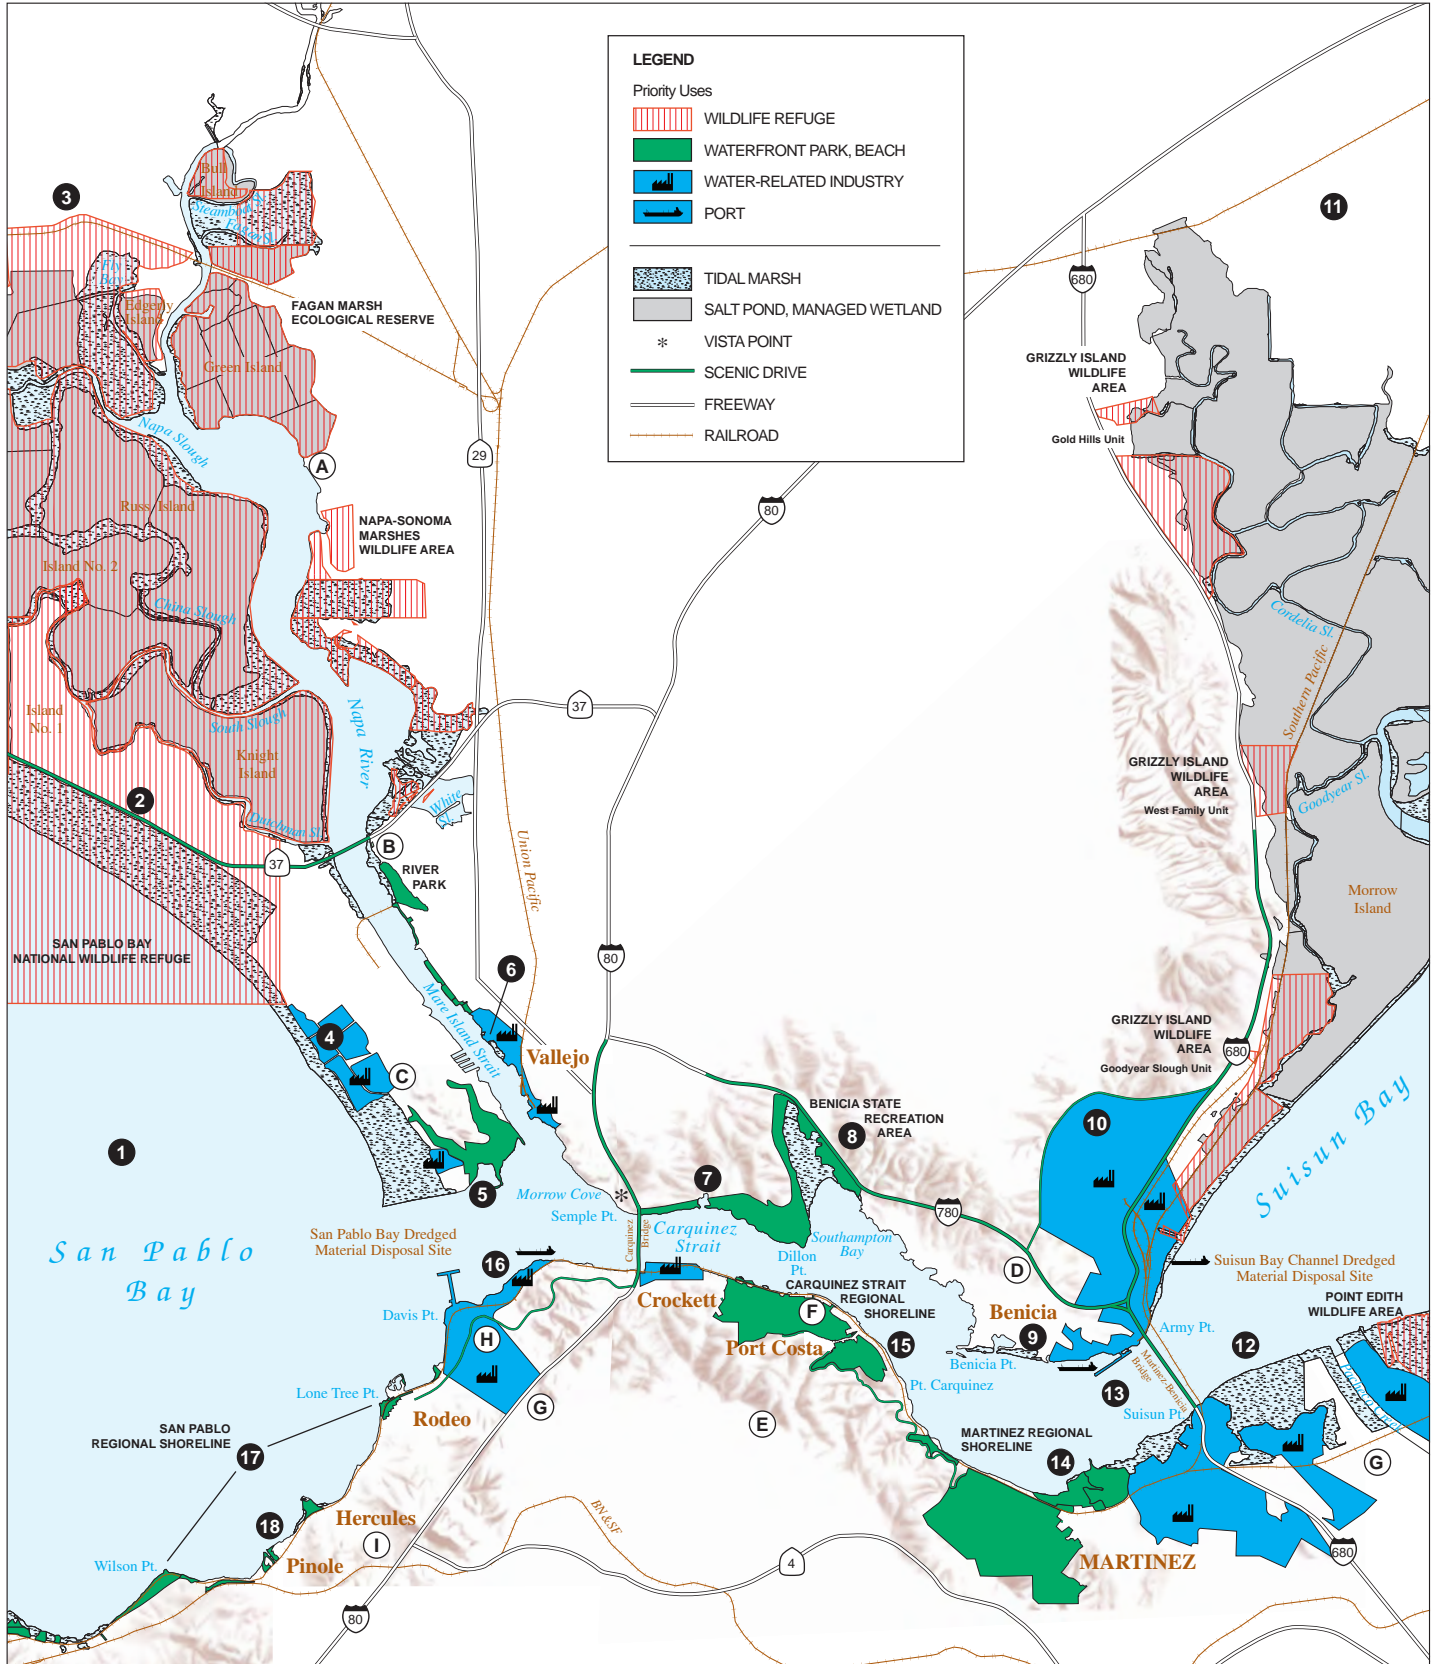 LEGEND
Priority Uses
WILDLIFE REFUGE
WATERFRONT PARK, BEACH
WATER-RELATED INDUSTRY
PORT
TIDAL MARSH
SALT POND, MANAGED WETLAND
* VISTA POINT
SCENIC DRIVE
FREEWAY
RAILROAD
3
Bull
Island
Steamboat Sl.
Fagan Sl.
Fly
Bay
Edgerly
Island
FAGAN MARSH
ECOLOGICAL RESERVE
Green Island
Napa Slough
A
29
Russ Island
NAPA-SONOMA
MARSHES
WILDLIFE AREA
Island No. 2
China Slough
Island
No. 1
South Slough
Knight
Island
Napa River
37
80
11
680
GRIZZLY ISLAND
WILDLIFE
AREA
Gold Hills Unit
Cordelia Sl.
Southern Pacific
GRIZZLY ISLAND
WILDLIFE
AREA
West Family Unit
Goodyear Sl.
Morrow
Island
2
Dutchman Sl.
White
Sl.
37
B
RIVER
PARK
Union Pacific
SAN PABLO BAY
NATIONAL WILDLIFE REFUGE
80
6
Mare Island Strait
Vallejo
4
C
GRIZZLY ISLAND
WILDLIFE
AREA
Goodyear Slough Unit
680
Suisun Bay
1
5
BENICIA STATE
RECREATION
AREA
8
10
7
Morrow Cove
*
Semple Pt.
Carquinez
Bridge
Carquinez
Strait
780
Southampton
Bay
Dillon
Pt.
D
San Pablo
Bay
San Pablo Bay Dredged
Material Disposal Site
16
Suisun Bay Channel Dredged
Material Disposal Site
POINT EDITH
WILDLIFE AREA
Davis Pt.
Crockett
CARQUINEZ STRAIT
REGIONAL
SHORELINE
Benicia
Army Pt.
12
H
F
Port Costa
15
9
Benicia Pt.
Martinez-Benicia
Bridge
13
Pacheco Creek
Lone Tree Pt.
Rodeo
G
E
Pt. Carquinez
Suisun Pt.
SAN PABLO
REGIONAL SHORELINE
17
MARTINEZ REGIONAL
SHORELINE
14
G
Hercules
18
I
BN&SF
Wilson Pt.
Pinole
4
MARTINEZ
680
80